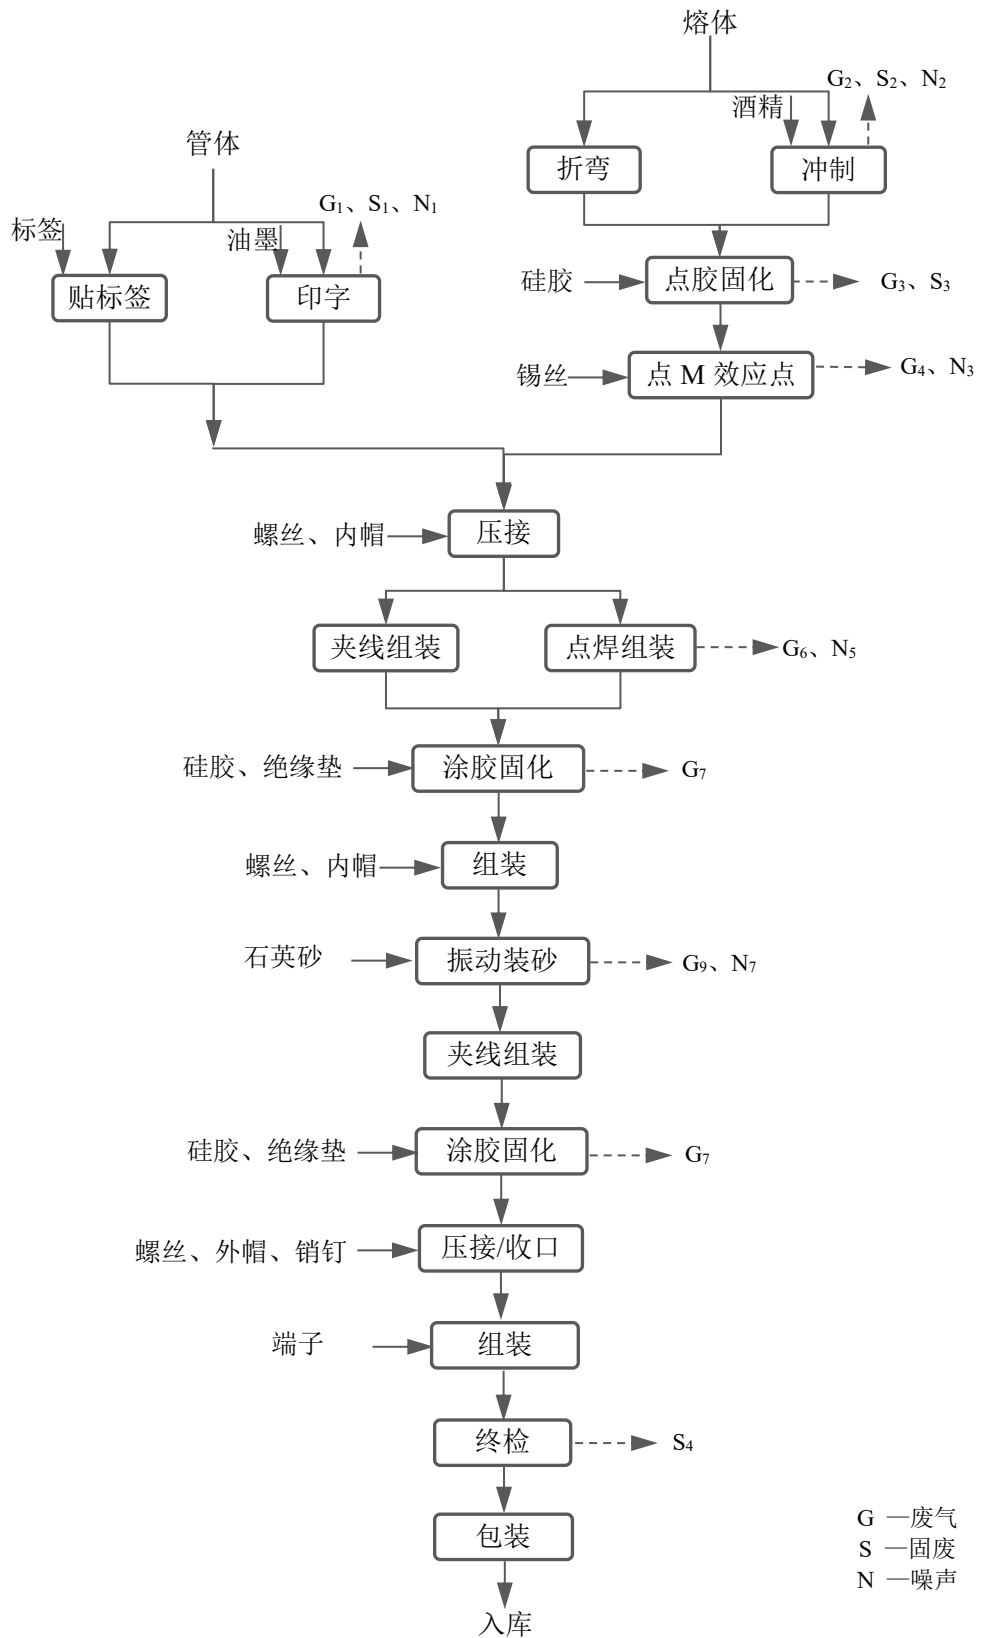 熔体
G2、S2、N2
酒精
管体
折弯
冲制
G1、S1、N1
标签
油墨
贴标签
印字
硅胶
点胶固化
G3、S3
锡丝
点 M 效应点
G4、N3
螺丝、内帽
压接
夹线组装
点焊组装
G6、N5
硅胶、绝缘垫
涂胶固化
G7
螺丝、内帽
组装
石英砂
振动装砂
G9、N7
夹线组装
硅胶、绝缘垫
涂胶固化
G7
螺丝、外帽、销钉
压接/收口
端子
组装
终检
S4
包装
G —废气
S —固废
N —噪声
入库